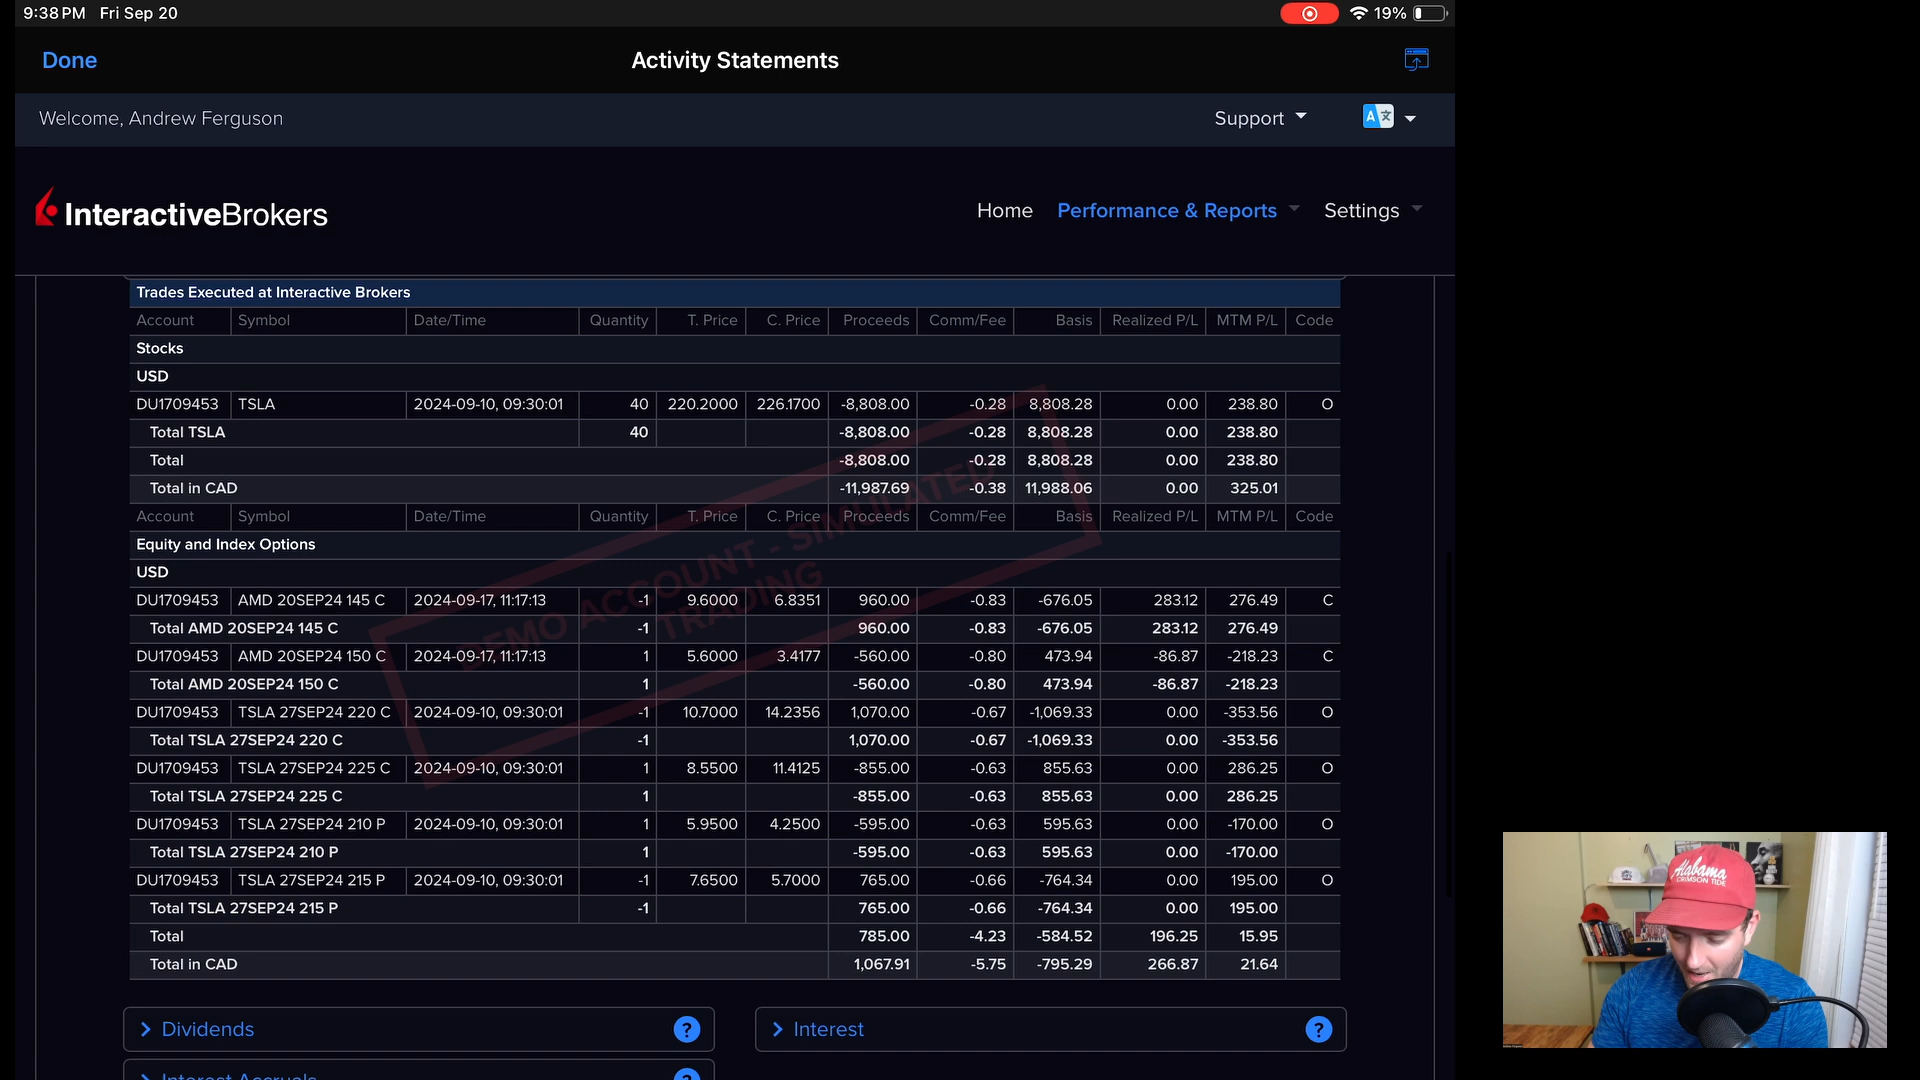 9:38 PM Fri Sep 20 19%
Done Activity Statements
Welcome, Andrew Ferguson Support A文
InteractiveBrokers Home Performance & Reports Settings
Trades Executed at Interactive Brokers
Account Symbol Date/Time Quantity T. Price C. Price Proceeds Comm/Fee Basis Realized P/L MTM P/L Code
Stocks
USD
DU1709453 TSLA 2024-09-10, 09:30:01 40 220.2000 226.1700 -8,808.00 -0.28 8,808.28 0.00 238.80 O
Total TSLA 40 -8,808.00 -0.28 8,808.28 0.00 238.80
Total -8,808.00 -0.28 8,808.28 0.00 238.80
Total in CAD -11,987.69 -0.38 11,988.06 0.00 325.01
Account Symbol Date/Time Quantity T. Price C. Price Proceeds Comm/Fee Basis Realized P/L MTM P/L Code
Equity and Index Options
USD
DU1709453 AMD 20SEP24 145 C 2024-09-17, 11:17:13 -1 9.6000 6.8351 960.00 -0.83 -676.05 283.12 276.49 C
Total AMD 20SEP24 145 C -1 960.00 -0.83 -676.05 283.12 276.49
DU1709453 AMD 20SEP24 150 C 2024-09-17, 11:17:13 1 5.6000 3.4177 -560.00 -0.80 473.94 -86.87 -218.23 C
Total AMD 20SEP24 150 C 1 -560.00 -0.80 473.94 -86.87 -218.23
DU1709453 TSLA 27SEP24 220 C 2024-09-10, 09:30:01 -1 10.7000 14.2356 1,070.00 -0.67 -1,069.33 0.00 -353.56 O
Total TSLA 27SEP24 220 C -1 1,070.00 -0.67 -1,069.33 0.00 -353.56
DU1709453 TSLA 27SEP24 225 C 2024-09-10, 09:30:01 1 8.5500 11.4125 -855.00 -0.63 855.63 0.00 286.25 O
Total TSLA 27SEP24 225 C 1 -855.00 -0.63 855.63 0.00 286.25
DU1709453 TSLA 27SEP24 210 P 2024-09-10, 09:30:01 1 5.9500 4.2500 -595.00 -0.63 595.63 0.00 -170.00 O
Total TSLA 27SEP24 210 P 1 -595.00 -0.63 595.63 0.00 -170.00
DU1709453 TSLA 27SEP24 215 P 2024-09-10, 09:30:01 -1 7.6500 5.7000 765.00 -0.66 -764.34 0.00 195.00 O
Total TSLA 27SEP24 215 P -1 765.00 -0.66 -764.34 0.00 195.00
Total 785.00 -4.23 -584.52 196.25 15.95
Total in CAD 1,067.91 -5.75 -795.29 266.87 21.64
DEMO ACCOUNT - SIMULATED
TRADING
Dividends ? Interest ?
Interest Accruals ?
Alabama
CRIMSON TIDE